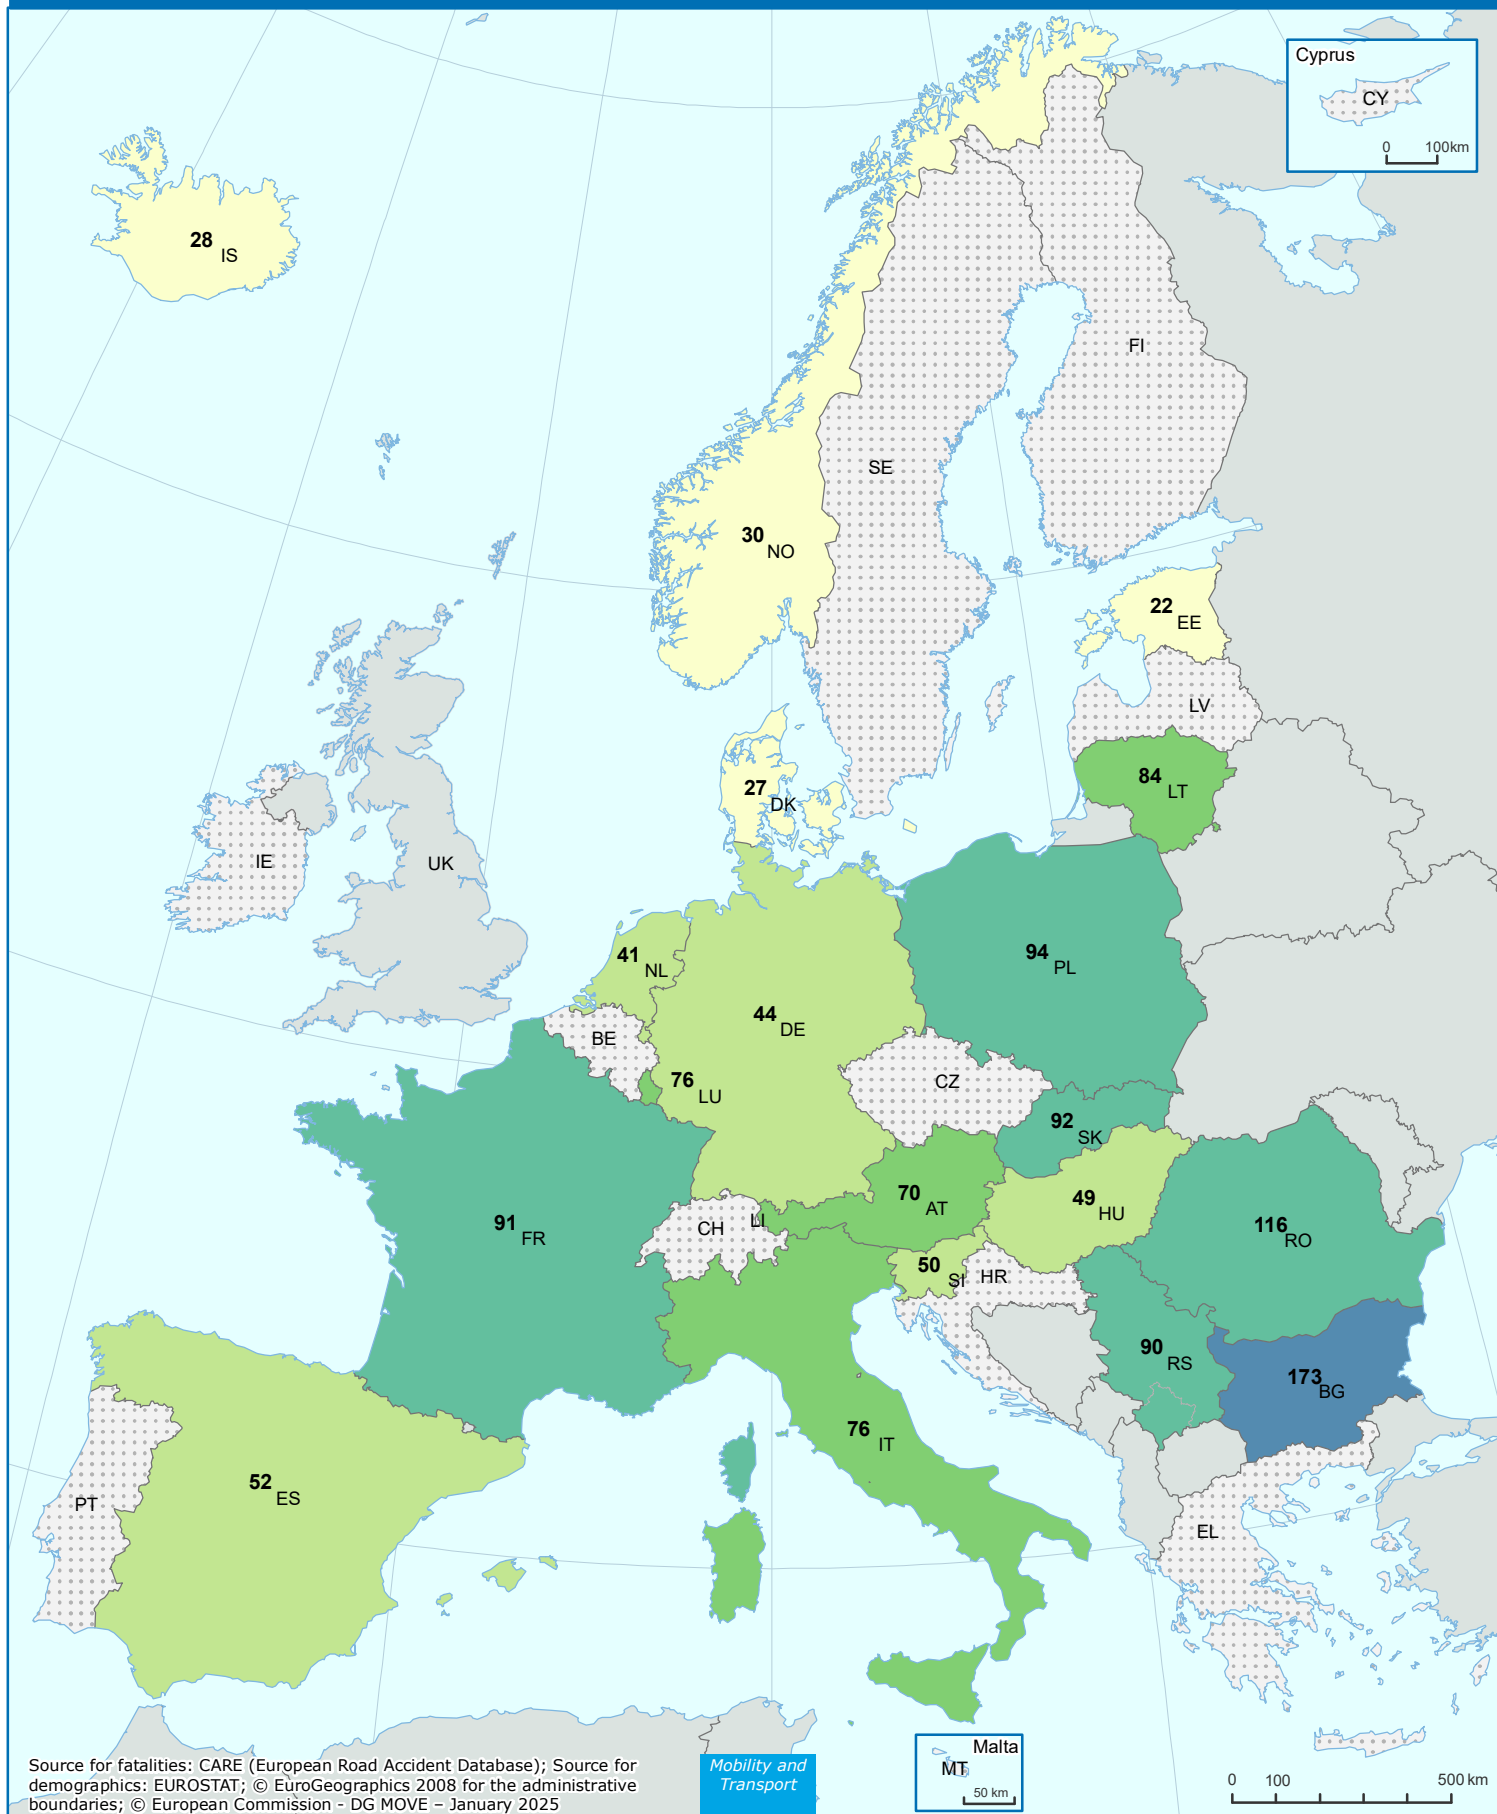 Cyprus
CY
0 100km
28 IS
FI
SE
30 NO
22 EE
LV
84 LT
27 DK
IE
UK
41 NL
94 PL
44 DE
BE
76 LU
CZ
92 SK
70 AT
49 HU
91 FR
CH
LI
116 RO
50 SI
HR
90 RS
173 BG
76 IT
52 ES
PT
EL
Source for fatalities: CARE (European Road Accident Database); Source for
demographics: EUROSTAT; © EuroGeographics 2008 for the administrative
boundaries; © European Commission - DG MOVE – January 2025
Mobility and
Transport
Malta
MT
50 km
0 100 500 km